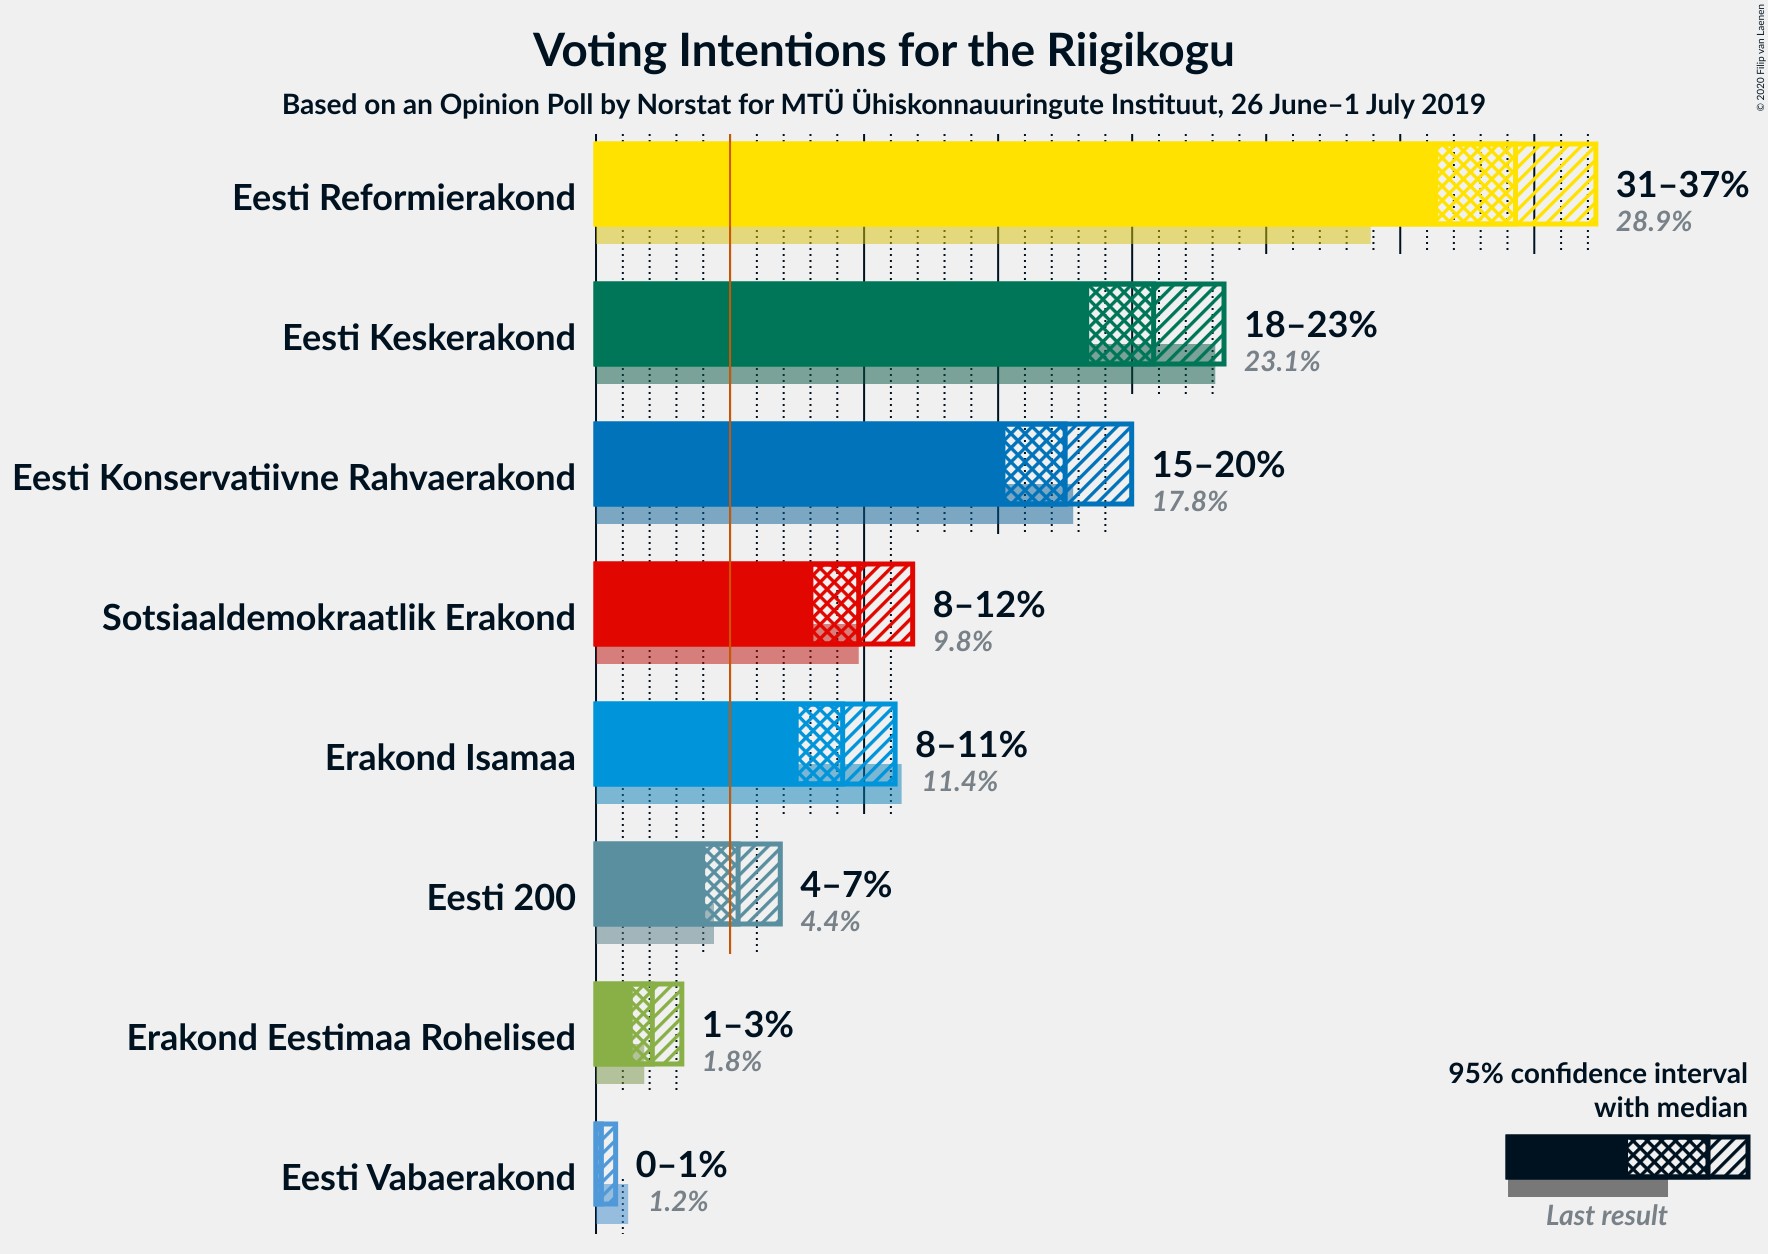 Voting Intentions for the Riigikogu
Based on an Opinion Poll by Norstat for MTÜ Ühiskonnauuringute Instituut, 26 June–1 July 2019
© 2020 Filip van Laenen
Eesti Reformierakond
31–37%
28.9%
Eesti Keskerakond
18–23%
23.1%
Eesti Konservatiivne Rahvaerakond
15–20%
17.8%
Sotsiaaldemokraatlik Erakond
8–12%
9.8%
Erakond Isamaa
8–11%
11.4%
Eesti 200
4–7%
4.4%
Erakond Eestimaa Rohelised
1–3%
1.8%
Eesti Vabaerakond
0–1%
1.2%
95% confidence interval
with median
Last result